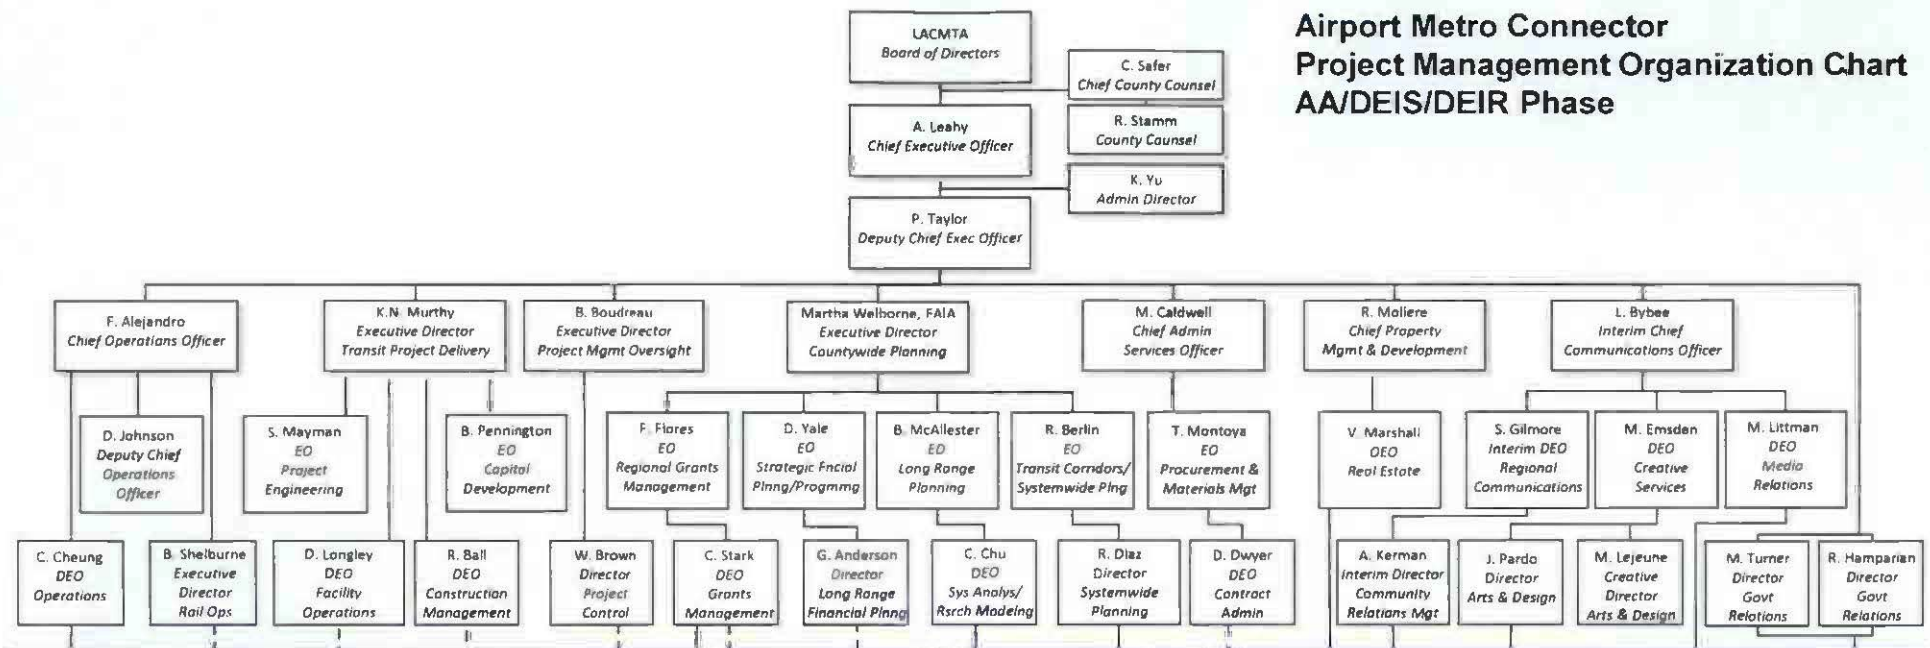 Airport Metro Connector
Project Management Organization Chart
AA/DEIS/DEIR Phase
LACMTA
Board of Directors
C. Safer
Chief County Counsel
A. Leahy
Chief Executive Officer
R. Stamm
County Counsel
K. Yu
Admin Director
P. Taylor
Deputy Chief Exec Officer
F. Alejandro
Chief Operations Officer
K.N. Murthy
Executive Director
Transit Project Delivery
B. Boudreau
Executive Director
Project Mgmt Oversight
Martha Welborne, FAIA
Executive Director
Countywide Planning
M. Caldwell
Chief Admin
Services Officer
R. Moliere
Chief Property
Mgmt & Development
L. Bybee
Interim Chief
Communications Officer
D. Johnson
Deputy Chief
Operations
Officer
S. Mayman
EO
Project
Engineering
B. Pennington
EO
Capital
Development
F. Flores
EO
Regional Grants
Management
D. Yale
EO
Strategic Fncial
Plnng/Progmmg
B. McAllester
EO
Long Range
Planning
R. Berlin
EO
Transit Corridors/
Systemwide Plng
T. Montoya
EO
Procurement &
Materials Mgt
V. Marshall
DEO
Real Estate
S. Gilmore
Interim DEO
Regional
Communications
M. Emsden
DEO
Creative
Services
M. Littman
DEO
Media
Relations
C. Cheung
DEO
Operations
B. Shelburne
Executive
Director
Rail Ops
D. Longley
DEO
Facility
Operations
R. Ball
DEO
Construction
Management
W. Brown
Director
Project
Control
C. Stark
DEO
Grants
Management
G. Anderson
Director
Long Range
Financial Plnng
C. Chu
DEO
Sys Analys/
Rsrch Modelng
R. Diaz
Director
Systemwide
Planning
D. Dwyer
DEO
Contract
Admin
A. Kerman
Interim Director
Community
Relations Mgt
J. Pardo
Director
Arts & Design
M. Lejeune
Creative
Director
Arts & Design
M. Turner
Director
Govt
Relations
R. Hamparian
Director
Govt
Relations